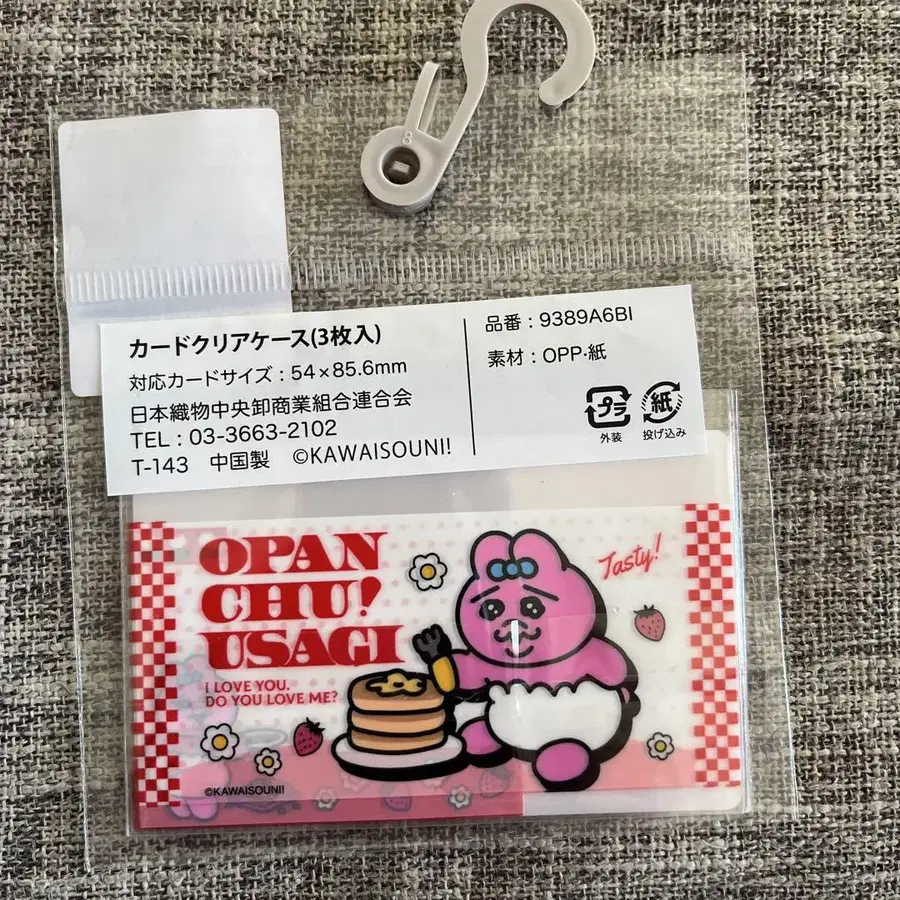 8
カードクリアケース(3枚入)
対応カードサイズ：54×85.6mm
日本織物中央卸商業組合連合会
TEL：03-3663-2102
T-143 中国製 ©KAWAISOUNI!
品番：9389A6BI
素材：OPP・紙
プラ
外装
紙
投げ込み
OPAN
CHU!
USAGI
I LOVE YOU.
DO YOU LOVE ME?
Tasty!
©KAWAISOUNI!